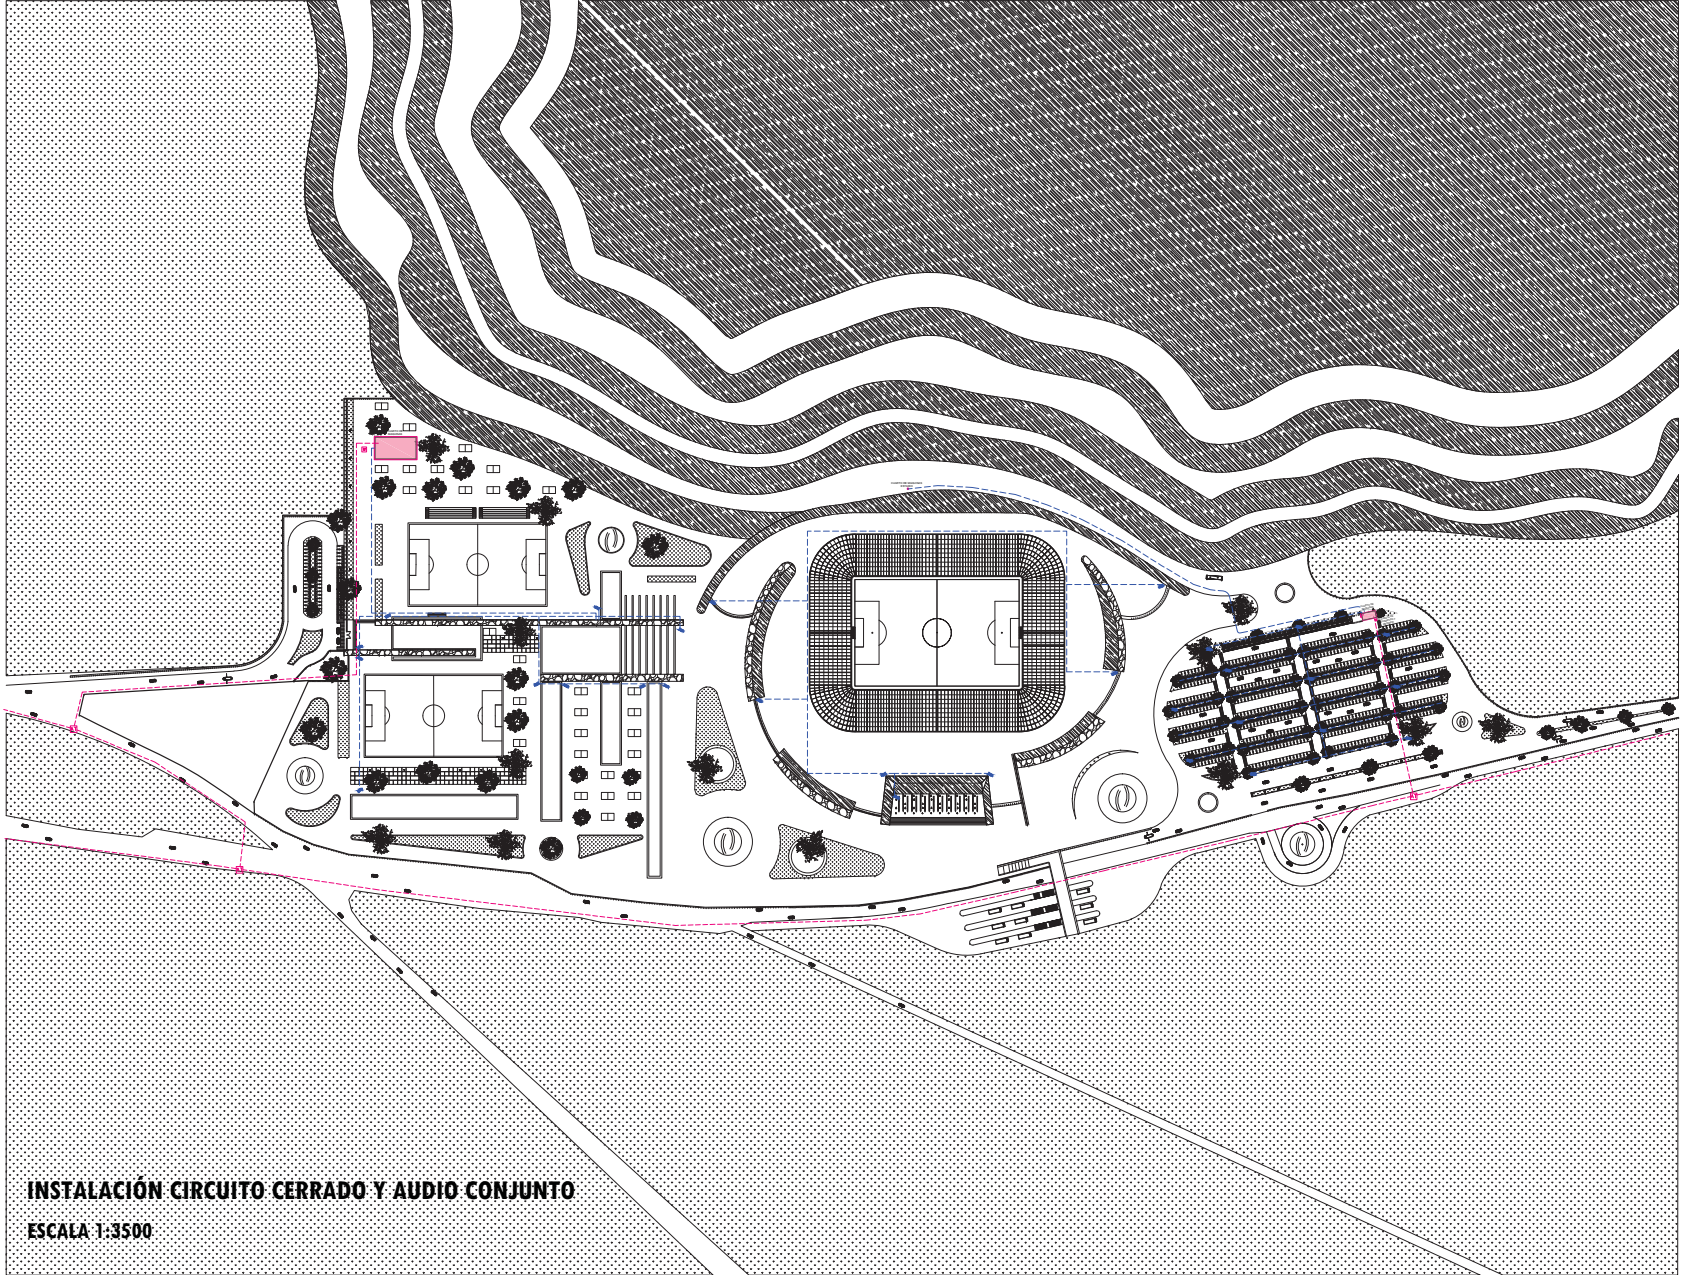 INSTALACIÓN CIRCUITO CERRADO Y AUDIO CONJUNTO
ESCALA 1:3500